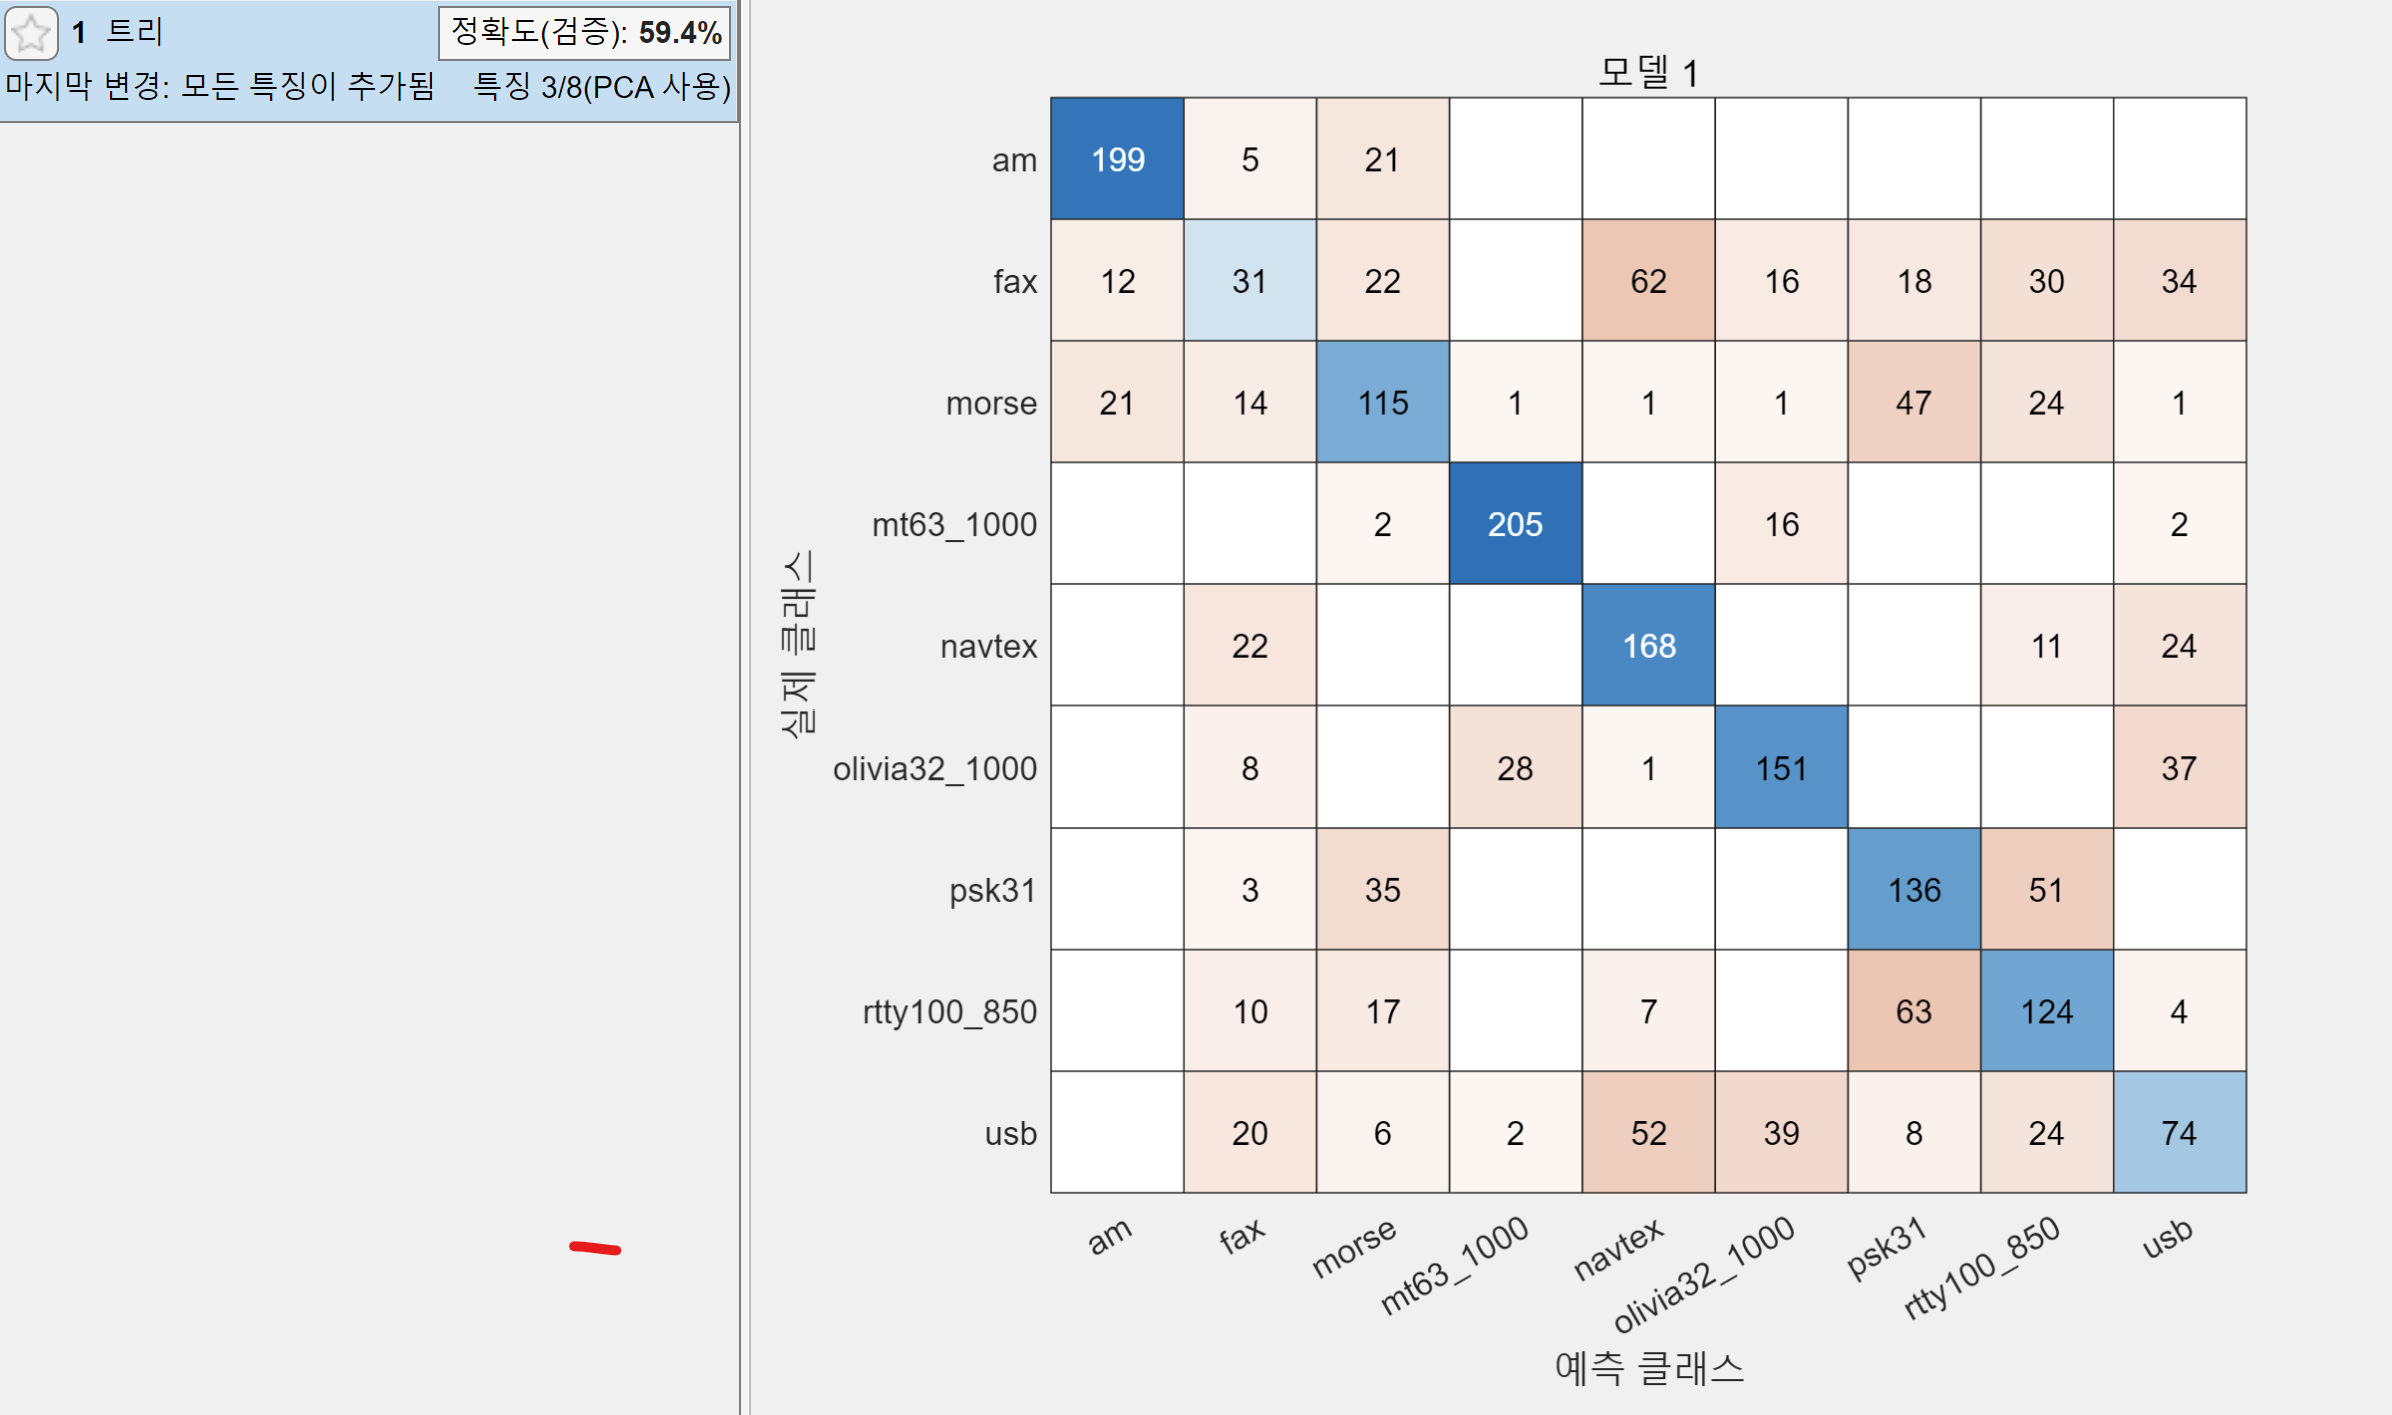 1 트리 정확도(검증): 59.4%
마지막 변경: 모든 특징이 추가됨 특징 3/8(PCA 사용)
모델 1
실제 클래스
am 199 5 21
fax 12 31 22 62 16 18 30 34
morse 21 14 115 1 1 1 47 24 1
mt63_1000 2 205 16 2
navtex 22 168 11 24
olivia32_1000 8 28 1 151 37
psk31 3 35 136 51
rtty100_850 10 17 7 63 124 4
usb 20 6 2 52 39 8 24 74
am fax morse mt63_1000 navtex olivia32_1000 psk31 rtty100_850 usb
예측 클래스